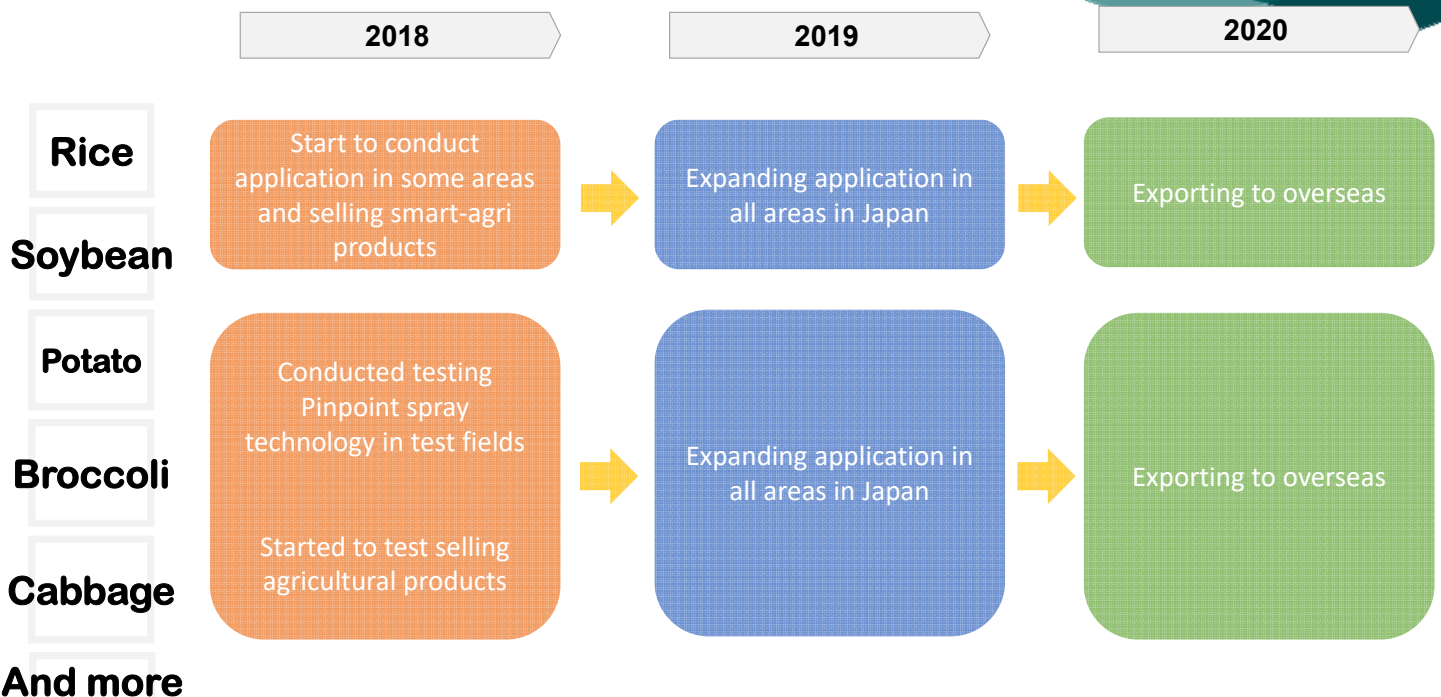 2018
2019
2020
Rice
Soybean
Start to conduct
application in some areas
and selling smart-agri
products
Expanding application in
all areas in Japan
Exporting to overseas
Potato
Broccoli
Cabbage
And more
Conducted testing
Pinpoint spray
technology in test fields
Started to test selling
agricultural products
Expanding application in
all areas in Japan
Exporting to overseas